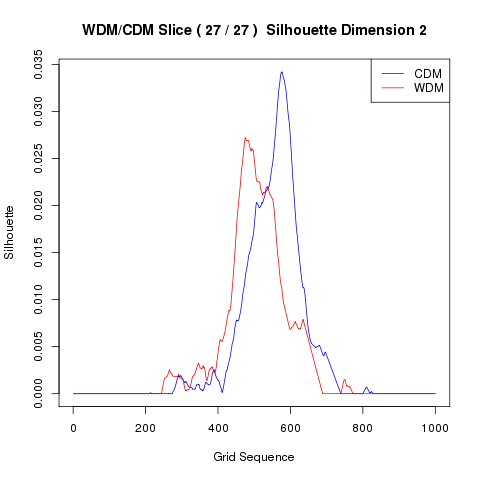 WDM/CDM Slice ( 27 / 27 )  Silhouette Dimension 2
CDM
WDM
Silhouette
0.035
0.030
0.025
0.020
0.015
0.010
0.005
0.000
0 200 400 600 800 1000
Grid Sequence